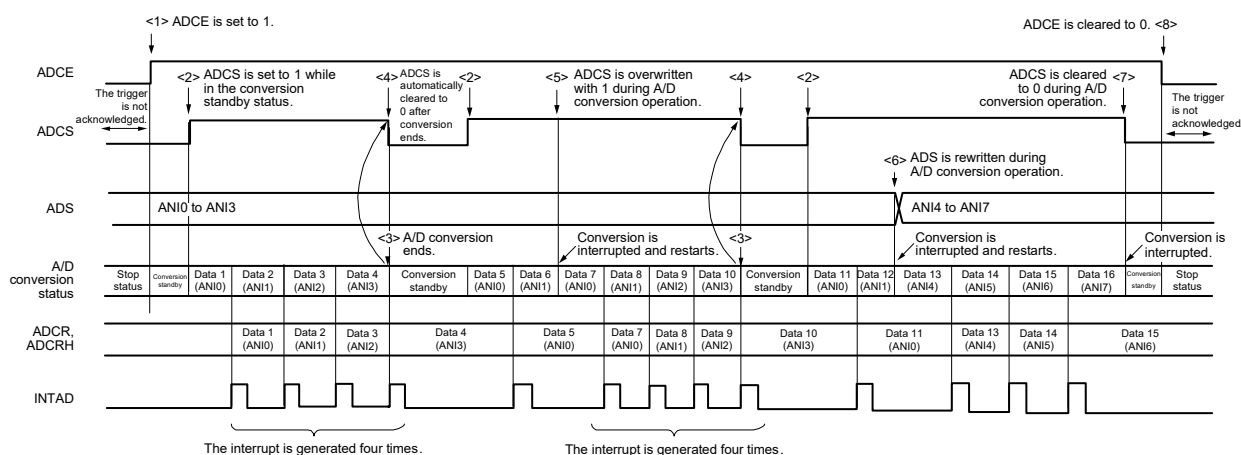 <1> ADCE is set to 1.
ADCE is cleared to 0. <8>
ADCE
The trigger
is not
acknowledged.
<2> ADCS is set to 1 while
in the conversion
standby status.
<4>
ADCS is
automatically
cleared to
0 after
conversion
ends.
<2>
<5> ADCS is overwritten
with 1 during A/D
conversion operation.
<4>
<2>
ADCS is cleared <7>
to 0 during A/D
conversion operation.
The trigger
is not
acknowledged
ADCS
<6> ADS is rewritten during
A/D conversion operation.
ADS
ANI0 to ANI3
ANI4 to ANI7
<3> A/D conversion
ends.
Conversion is
interrupted and restarts.
<3>
Conversion is
interrupted and restarts.
Conversion is
interrupted.
A/D
conversion
status
Stop
status
Conversion
standby
Data 1
(ANI0)
Data 2
(ANI1)
Data 3
(ANI2)
Data 4
(ANI3)
Conversion
standby
Data 5
(ANI0)
Data 6
(ANI1)
Data 7
(ANI0)
Data 8
(ANI1)
Data 9
(ANI2)
Data 10
(ANI3)
Conversion
standby
Data 11
(ANI0)
Data 12
(ANI1)
Data 13
(ANI4)
Data 14
(ANI5)
Data 15
(ANI6)
Data 16
(ANI7)
Conversion
standby
Stop
status
ADCR,
ADCRH
Data 1
(ANI0)
Data 2
(ANI1)
Data 3
(ANI2)
Data 4
(ANI3)
Data 5
(ANI0)
Data 7
(ANI0)
Data 8
(ANI1)
Data 9
(ANI2)
Data 10
(ANI3)
Data 11
(ANI0)
Data 13
(ANI4)
Data 14
(ANI5)
Data 15
(ANI6)
INTAD
The interrupt is generated four times.
The interrupt is generated four times.